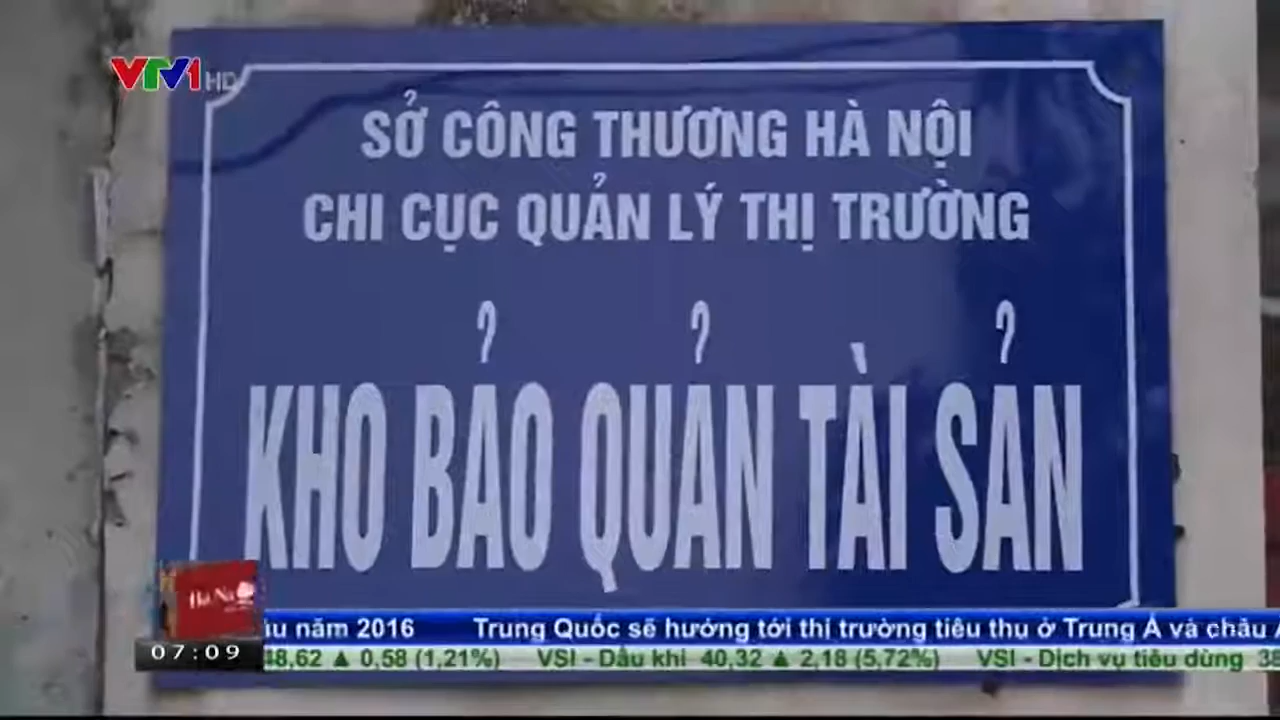 VTV1 HD
SỞ CÔNG THƯƠNG HÀ NỘI
CHI CỤC QUẢN LÝ THỊ TRƯỜNG
KHO BẢO QUẢN TÀI SẢN
năm 2016 Trung Quốc sẽ hướng tới thị trường tiêu thụ ở Trung Á và châu
07:09
48,62 ▲ 0,58 (1,21%) VSI - Dầu khí 40,32 ▲ 2,18 (5,72%) VSI - Dịch vụ tiêu dùng